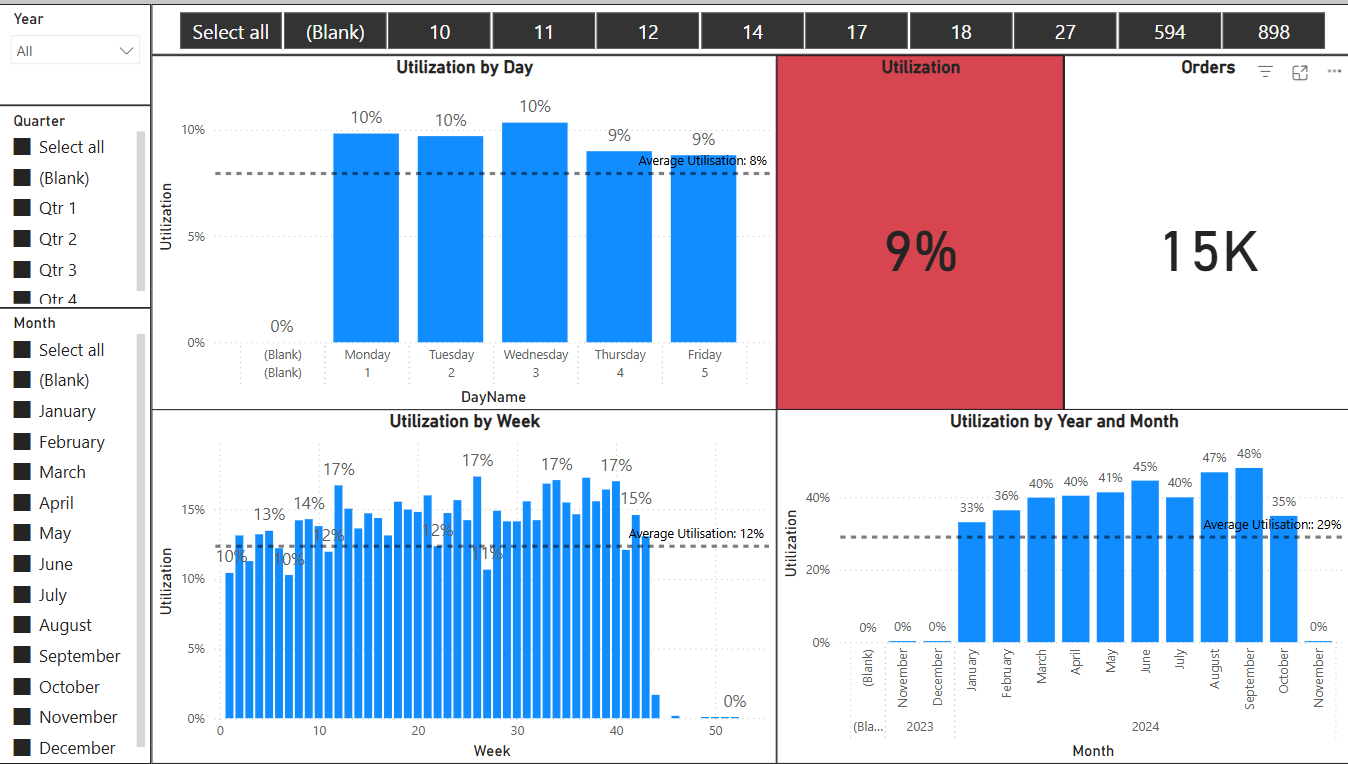 Year
All
Select all (Blank) 10 11 12 14 17 18 27 594 898
Quarter
Select all
(Blank)
Qtr 1
Qtr 2
Qtr 3
Qtr 4
Month
Select all
(Blank)
January
February
March
April
May
June
July
August
September
October
November
December
Utilization by Day
Utilization
10%
5%
0%
0% 10% 10% 10% 9% 9%
Average Utilisation: 8%
(Blank) Monday Tuesday Wednesday Thursday Friday
(Blank) 1 2 3 4 5
DayName
Utilization
9%
Orders
15K
Utilization by Week
Utilization
15%
10%
5%
0%
10% 13% 10% 14% 12% 17% 12% 17% 11% 17% 17% 15% 0%
Average Utilisation: 12%
0 10 20 30 40 50
Week
Utilization by Year and Month
Utilization
40%
20%
0%
0% 0% 0% 33% 36% 40% 40% 41% 45% 40% 47% 48% 35% 0%
Average Utilisation:: 29%
(Blank) November December January February March April May June July August September October November
(Bla... 2023 2024
Month